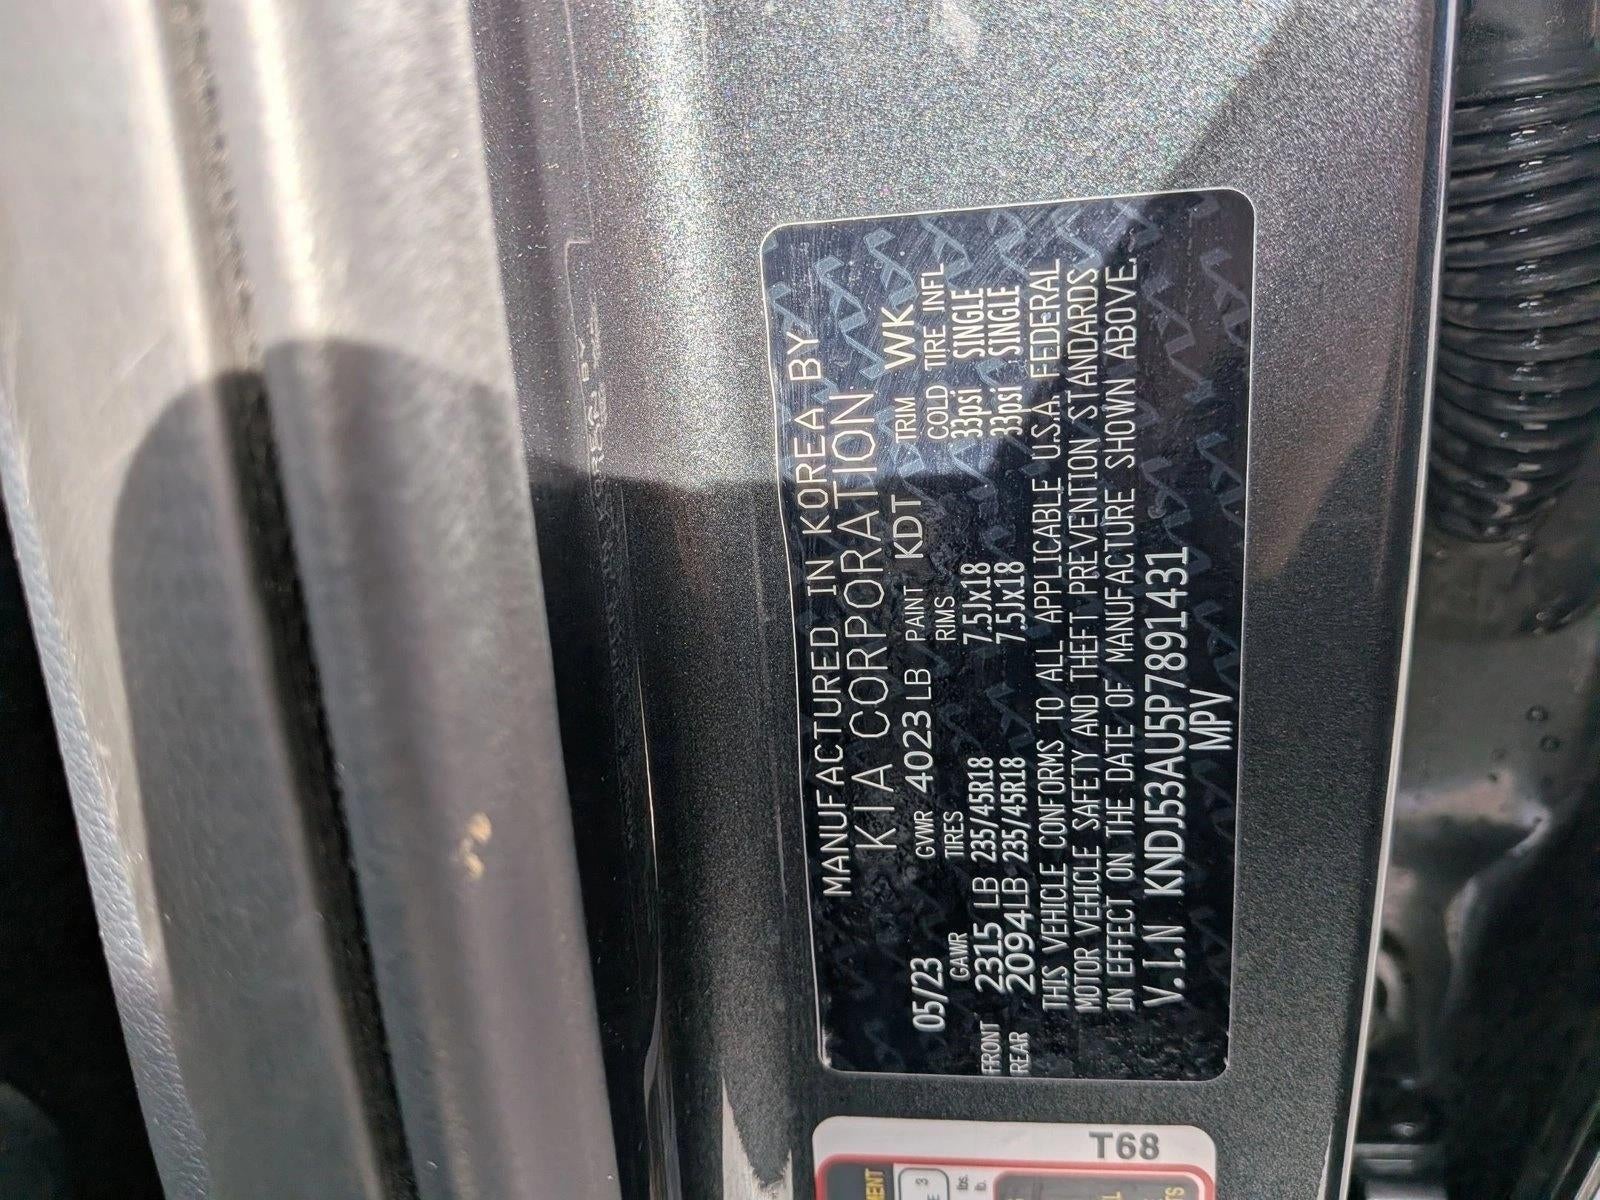 MANUFACTURED IN KOREA BY
KIA CORPORATION
05/23 GVWR 4023 LB PAINT KDT TRIM WK
GAWR TIRES RIMS COLD TIRE INFL
FRONT 2315 LB 235/45R18 7.5Jx18 33psi SINGLE
REAR 2094 LB 235/45R18 7.5Jx18 33psi SINGLE
THIS VEHICLE CONFORMS TO ALL APPLICABLE U.S.A. FEDERAL
MOTOR VEHICLE SAFETY AND THEFT PREVENTION STANDARDS
IN EFFECT ON THE DATE OF MANUFACTURE SHOWN ABOVE.
V.I.N KNDJ53AU5P7891431
MPV
T68